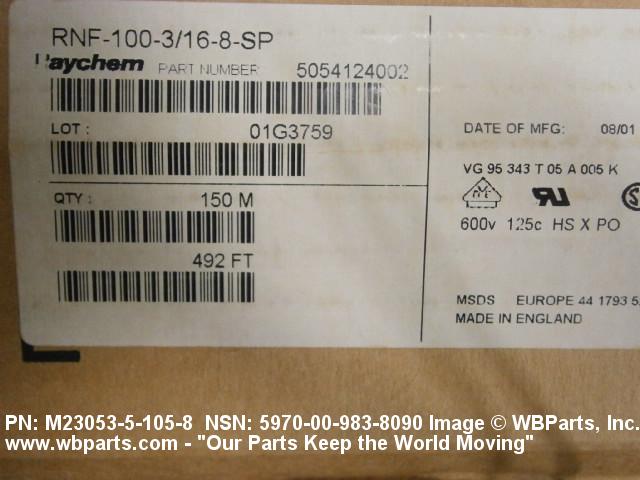 RNF-100-3/16-8-SP
Raychem PART NUMBER 5054124002
LOT : 01G3759
QTY : 150 M
492 FT
DATE OF MFG: 08/01
VG 95 343 T 05 A 005 K
600v 125c HS X PO
MSDS EUROPE 44 1793
MADE IN ENGLAND
PN: M23053-5-105-8 NSN: 5970-00-983-8090 Image © WBParts, Inc.
www.wbparts.com - "Our Parts Keep the World Moving"